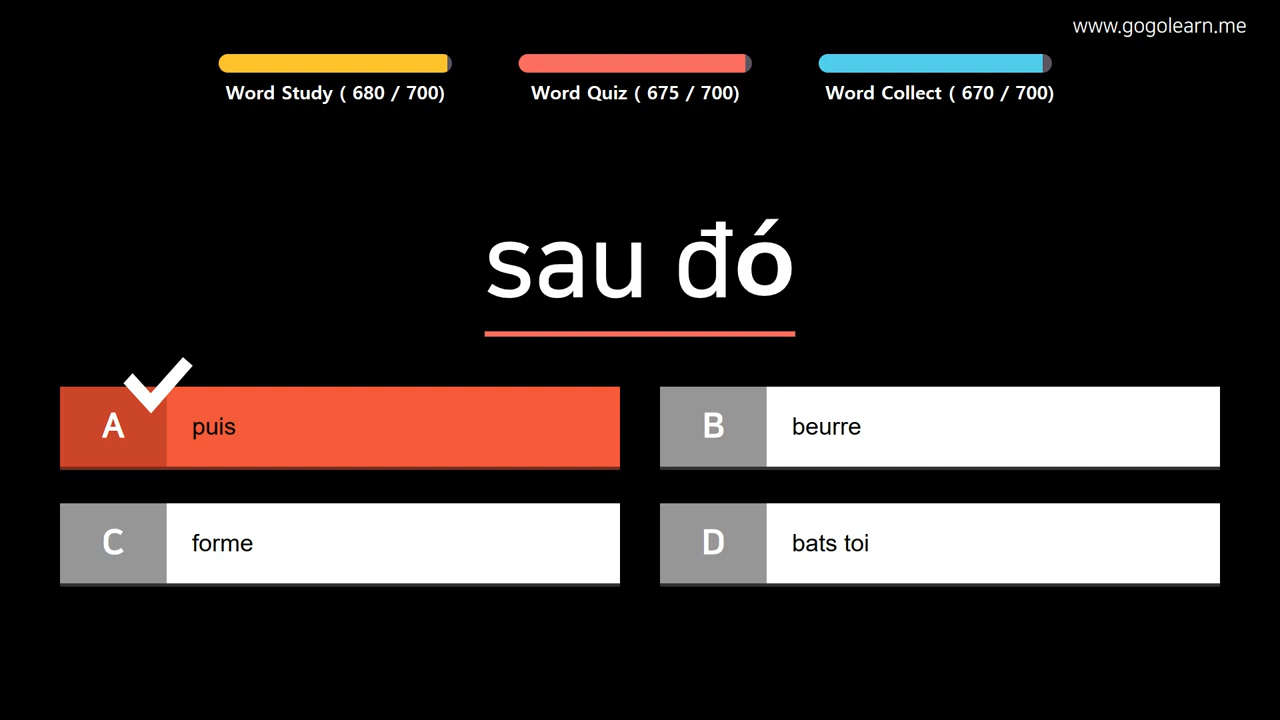 www.gogolearn.me
Word Study ( 680 / 700)
Word Quiz ( 675 / 700)
Word Collect ( 670 / 700)
sau đó
A puis
B beurre
C forme
D bats toi